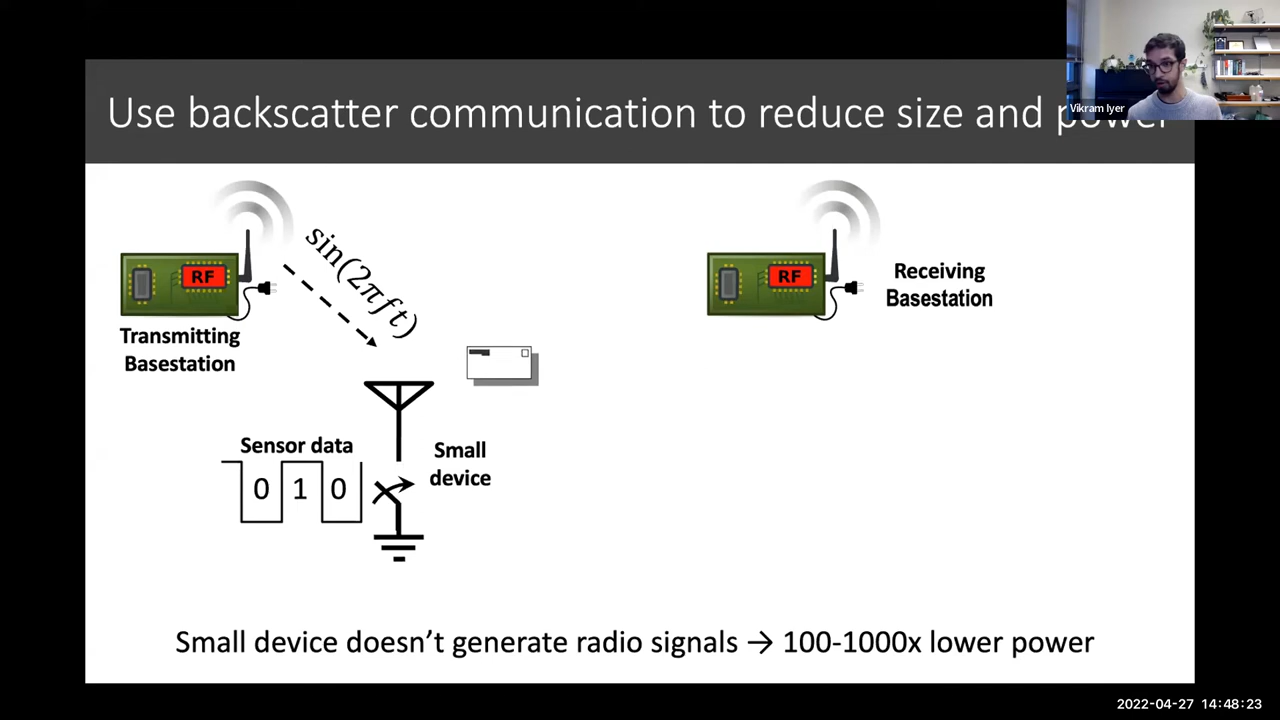 Use backscatter communication to reduce size and power
Vikram Iyer
sin(2πft)
RF
Transmitting
Basestation
RF
Receiving
Basestation
Sensor data
0 1 0
Small
device
Small device doesn’t generate radio signals → 100-1000x lower power
2022-04-27 14:48:23